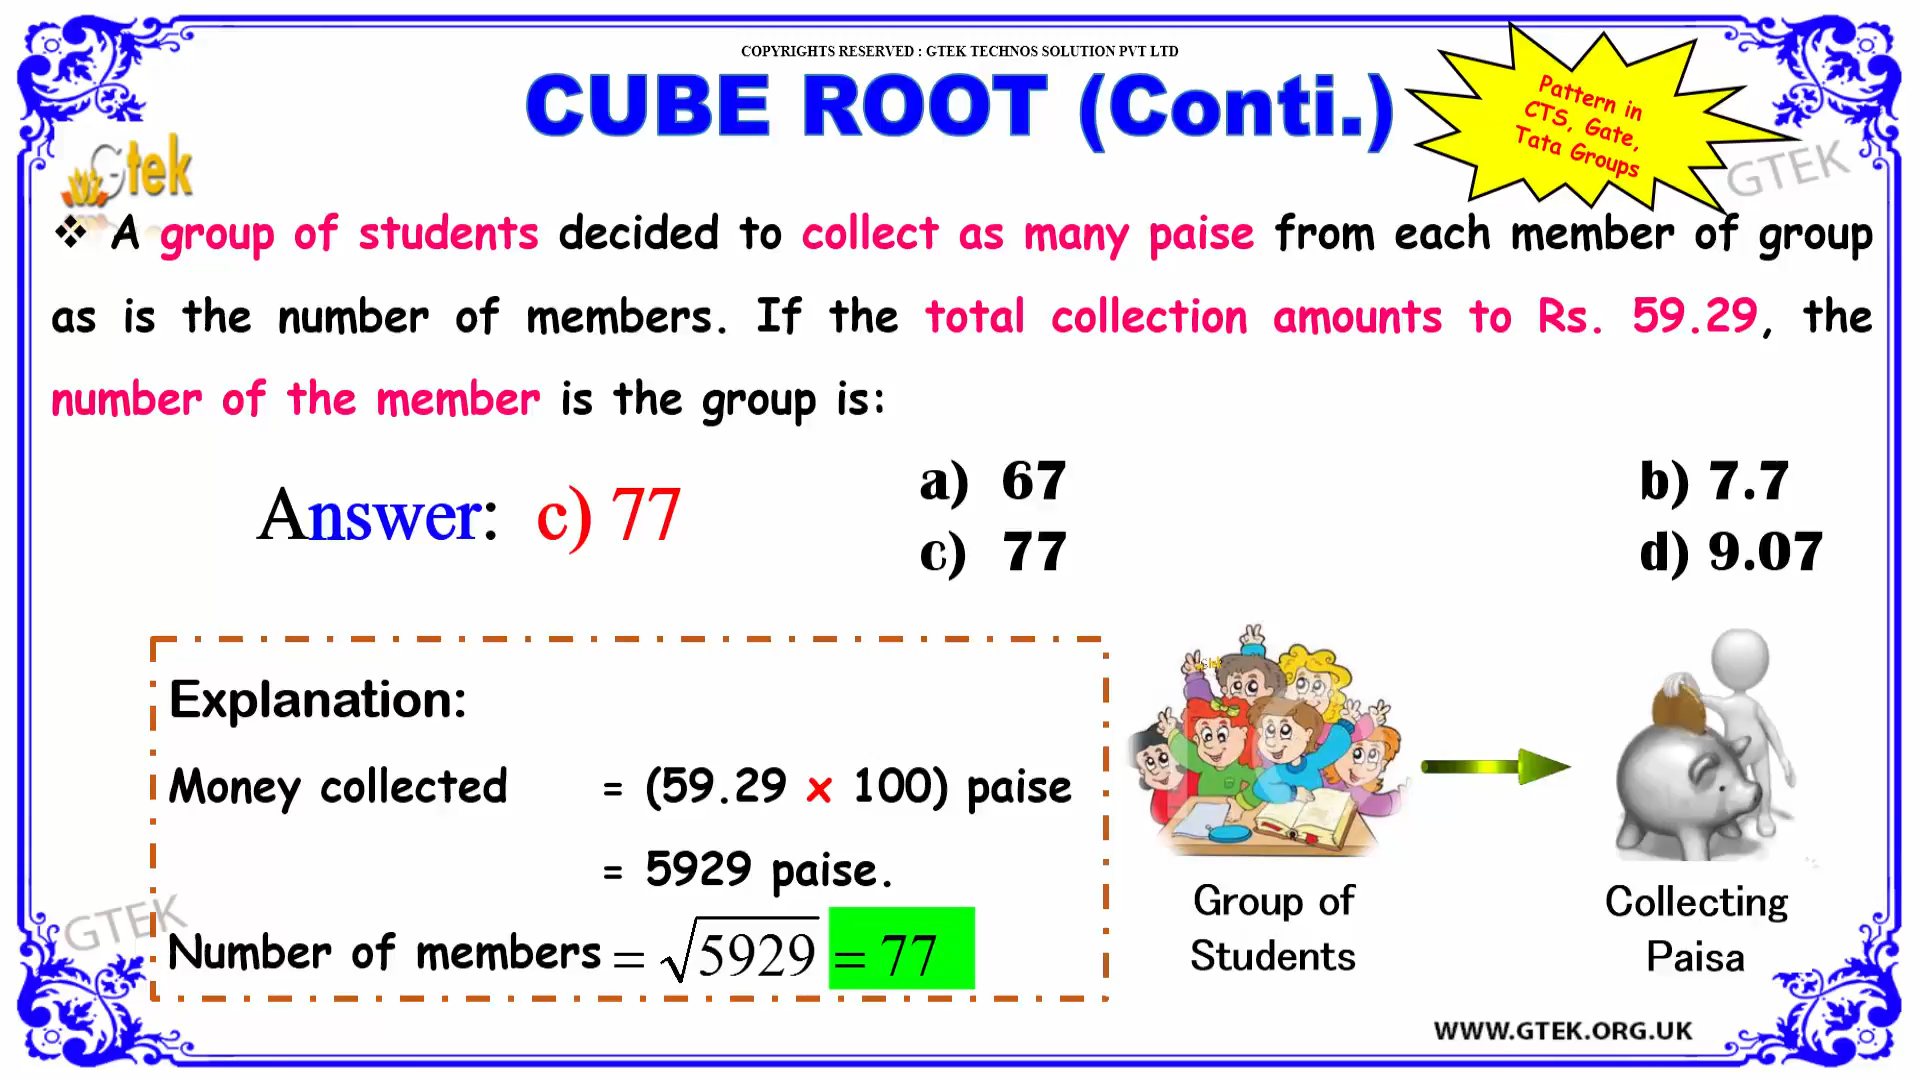 COPYRIGHTS RESERVED : GTEK TECHNOS SOLUTION PVT LTD
CUBE ROOT (Conti.)
Pattern in
CTS, Gate,
Tata Groups
GTEK
Gtek
❖ A group of students decided to collect as many paise from each member of group
as is the number of members. If the total collection amounts to Rs. 59.29, the
number of the member is the group is:
Answer: c) 77
a) 67
b) 7.7
c) 77
d) 9.07
Explanation:
Money collected = (59.29 x 100) paise
= 5929 paise.
Number of members = √5929 = 77
Gtek
Group of
Students
Collecting
Paisa
GTEK
WWW.GTEK.ORG.UK